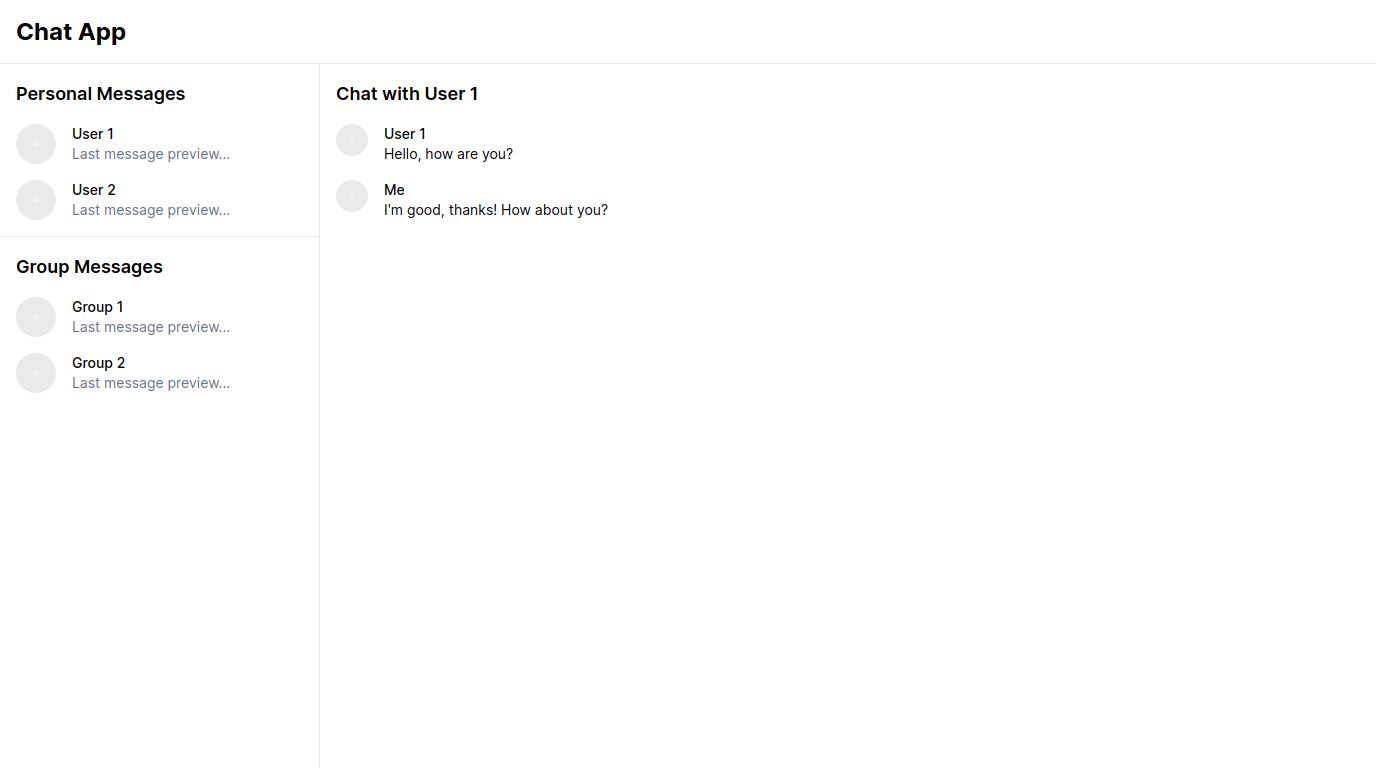 Chat App
Personal Messages
User 1
Last message preview...
User 2
Last message preview...
Group Messages
Group 1
Last message preview...
Group 2
Last message preview...
Chat with User 1
User 1
Hello, how are you?
Me
I'm good, thanks! How about you?